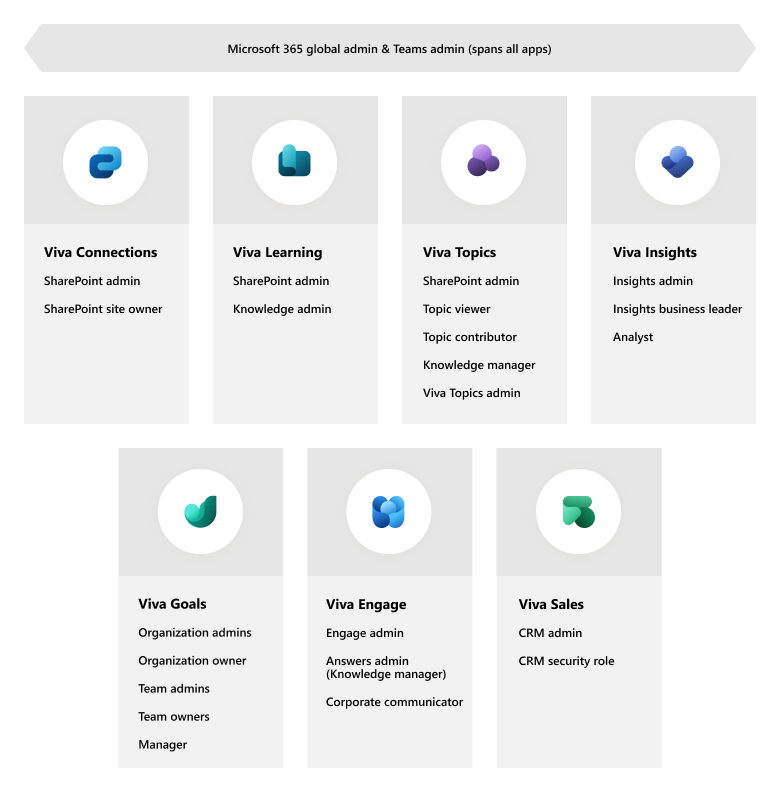 Microsoft 365 global admin & Teams admin (spans all apps)
Viva Connections
SharePoint admin
SharePoint site owner
Viva Learning
SharePoint admin
Knowledge admin
Viva Topics
SharePoint admin
Topic viewer
Topic contributor
Knowledge manager
Viva Topics admin
Viva Insights
Insights admin
Insights business leader
Analyst
Viva Goals
Organization admins
Organization owner
Team admins
Team owners
Manager
Viva Engage
Engage admin
Answers admin
(Knowledge manager)
Corporate communicator
Viva Sales
CRM admin
CRM security role